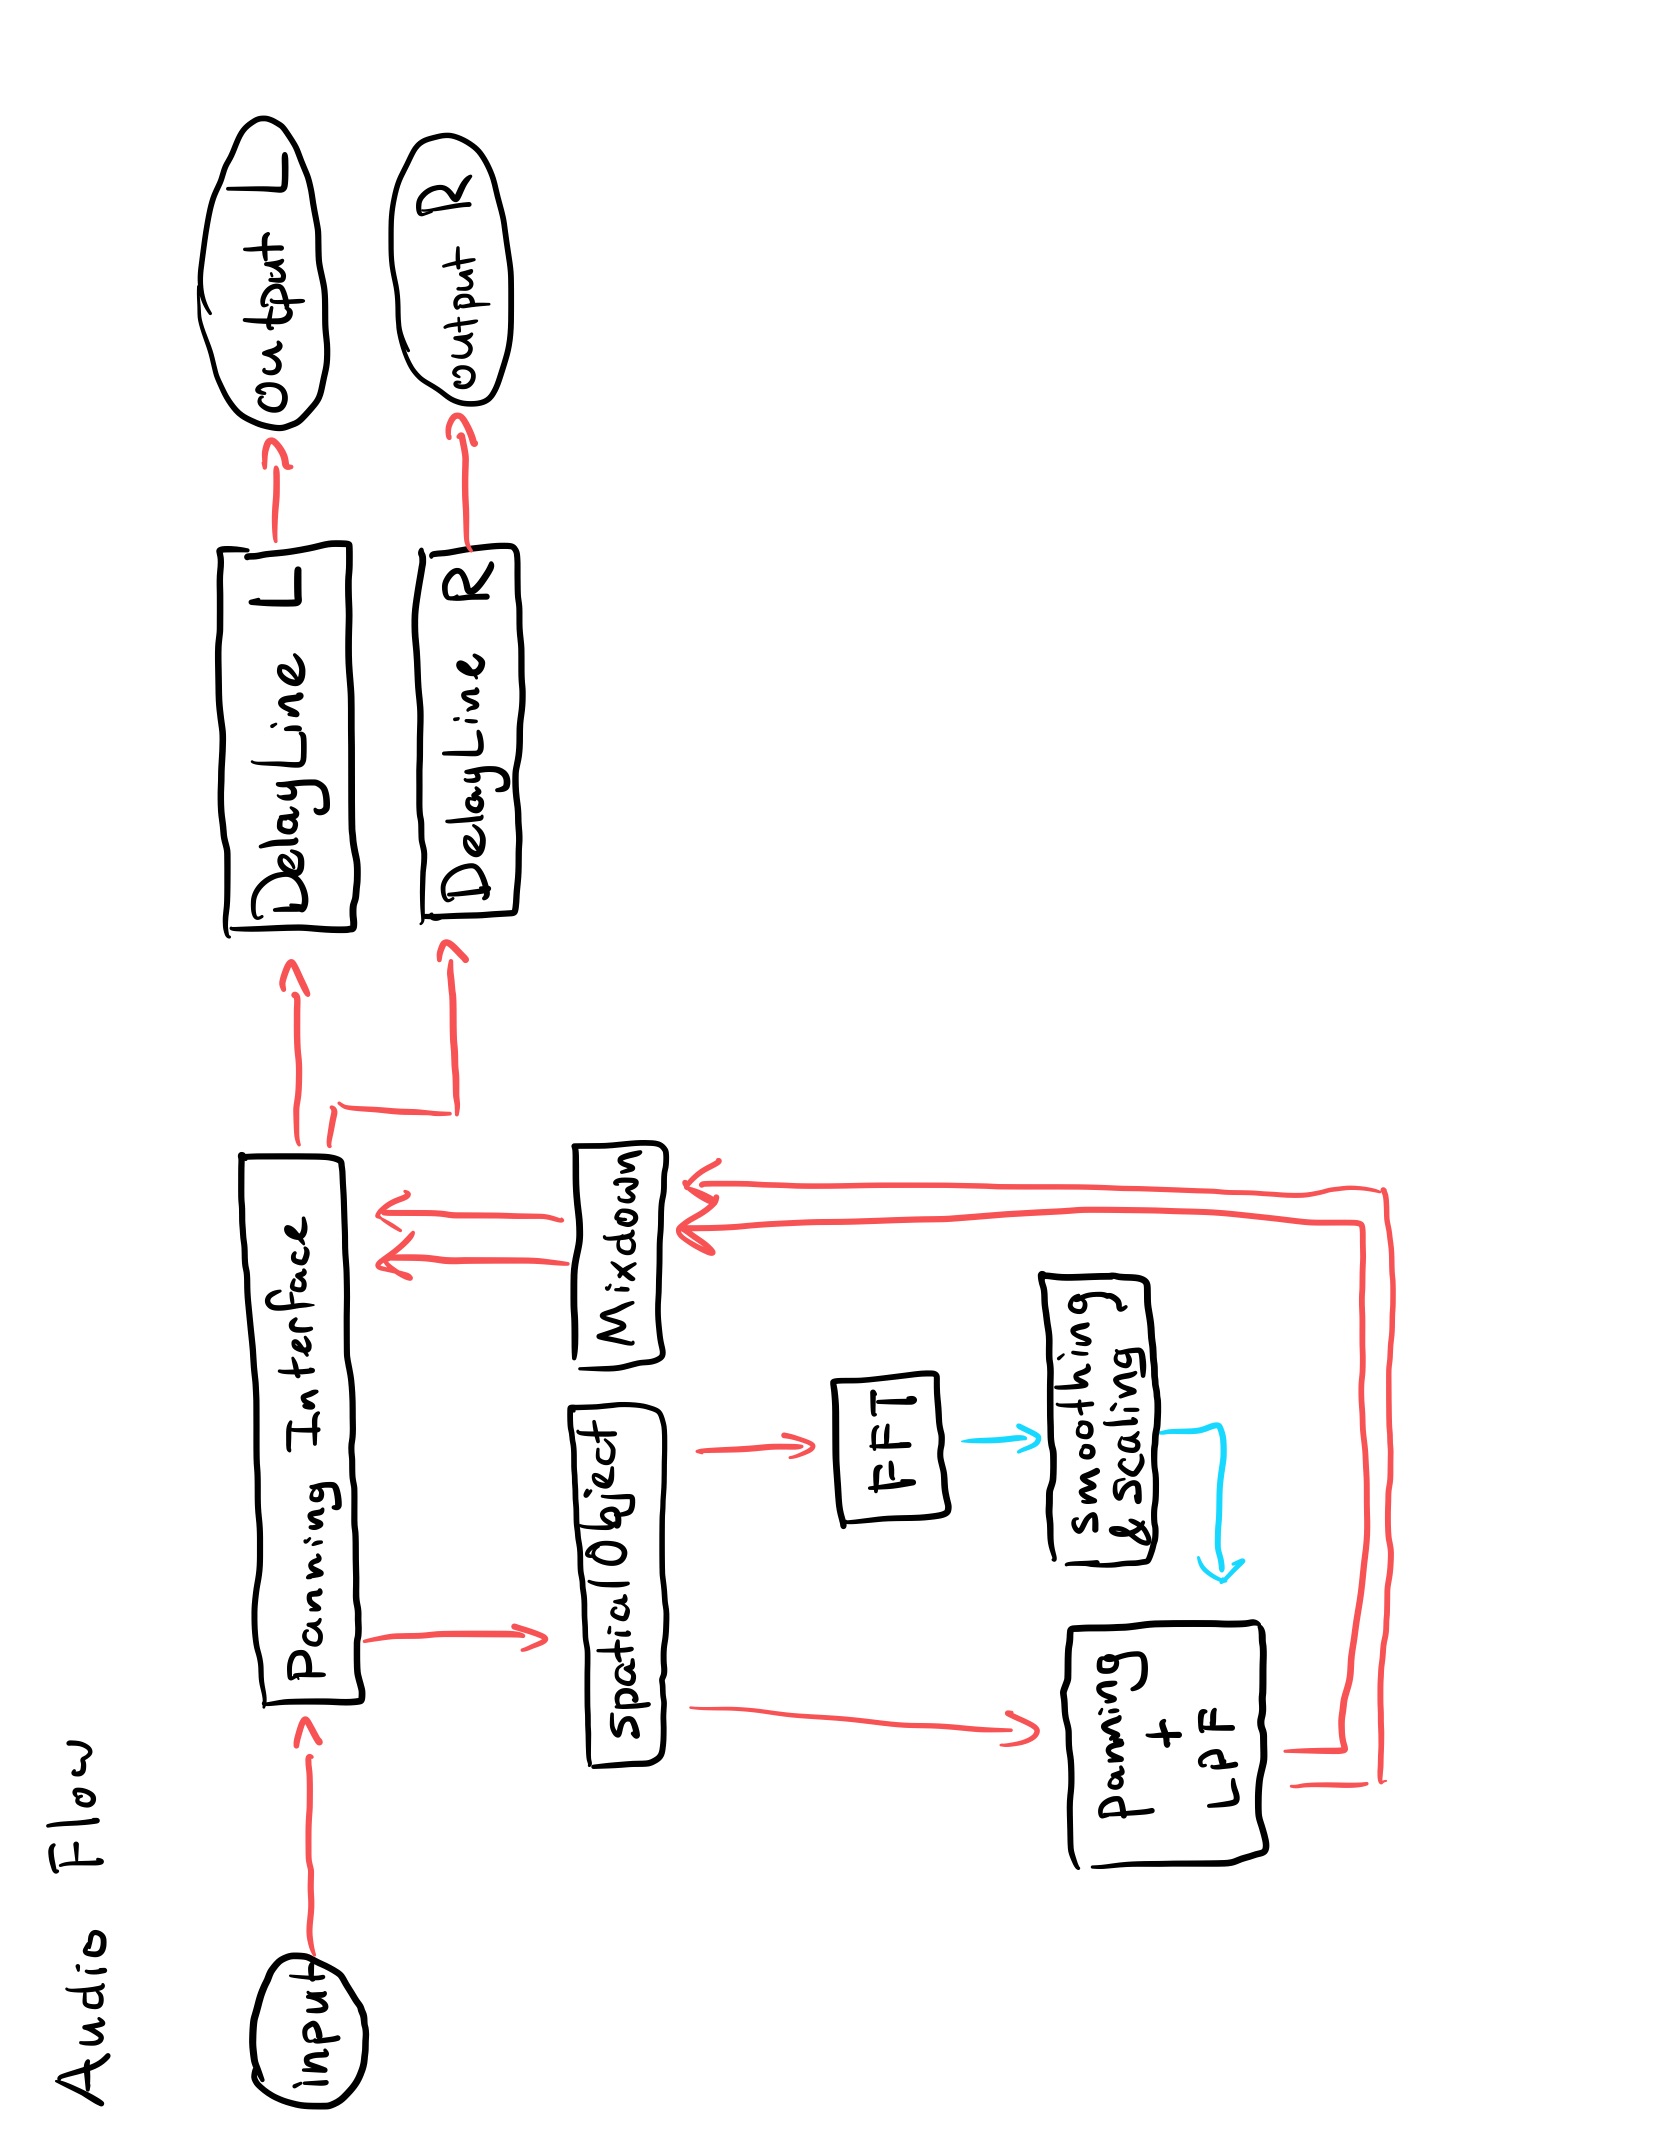 Audio Flow
input
Panning Interface
DelayLine L
output L
DelayLine R
output R
spatialObject
Mixdown
FFT
smoothing
& scaling
panning
+
LPF